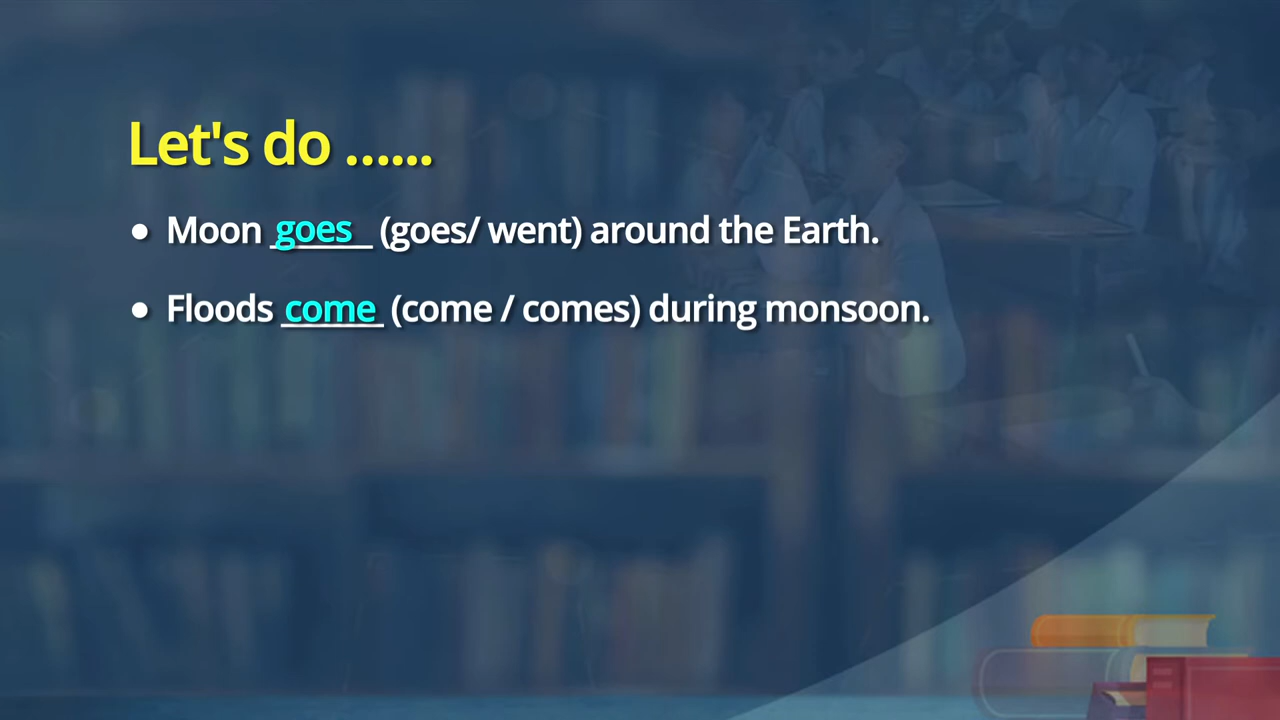 Let's do ......
● Moon goes (goes/ went) around the Earth.
● Floods come (come / comes) during monsoon.